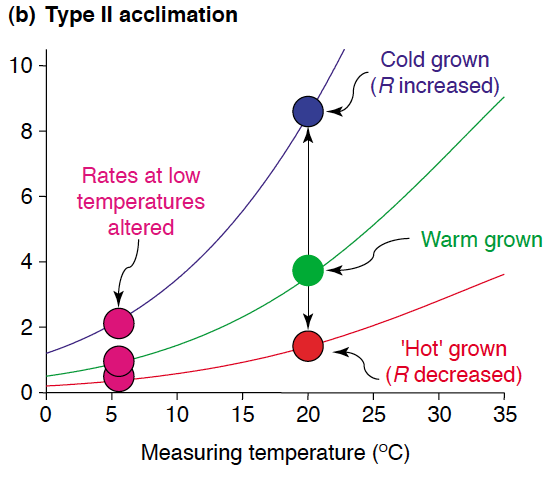 (b) Type II acclimation
10
8
6
4
2
0
Cold grown
(R increased)
Rates at low
temperatures
altered
Warm grown
'Hot' grown
(R decreased)
0 5 10 15 20 25 30 35
Measuring temperature (°C)